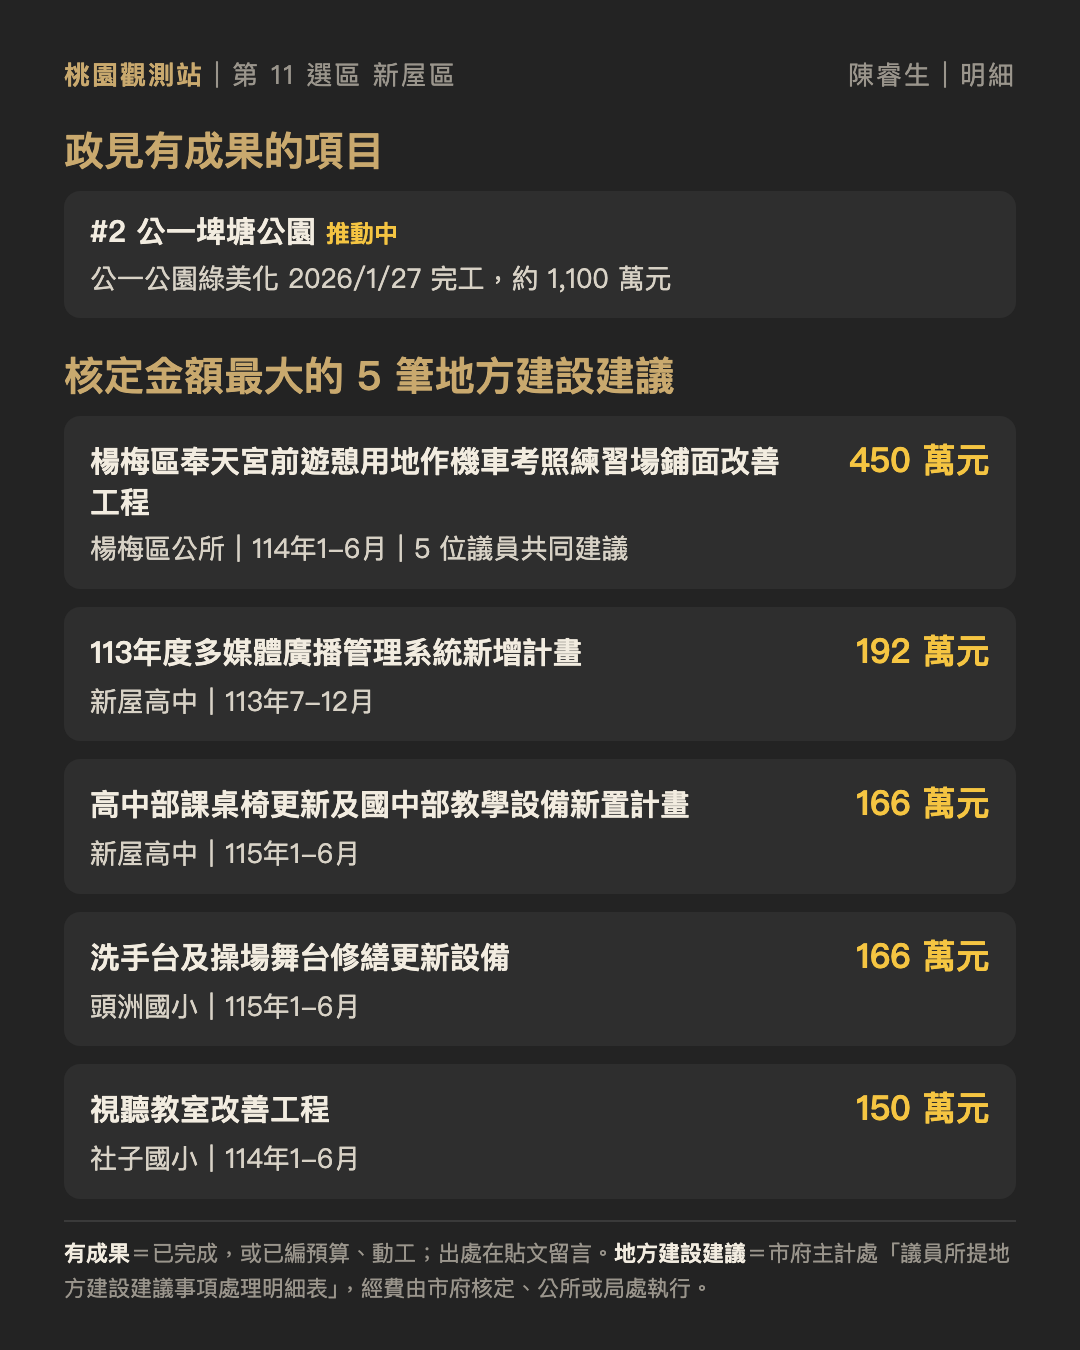 桃園觀測站｜第 11 選區 新屋區
陳睿生｜明細
政見有成果的項目
#2 公一埤塘公園 推動中
公一公園綠美化 2026/1/27 完工，約 1,100 萬元
核定金額最大的 5 筆地方建設建議
楊梅區奉天宮前遊憩用地作機車考照練習場鋪面改善
工程
450 萬元
楊梅區公所｜114年1–6月｜5 位議員共同建議
113年度多媒體廣播管理系統新增計畫
192 萬元
新屋高中｜113年7–12月
高中部課桌椅更新及國中部教學設備新置計畫
166 萬元
新屋高中｜115年1–6月
洗手台及操場舞台修繕更新設備
166 萬元
頭洲國小｜115年1–6月
視聽教室改善工程
150 萬元
社子國小｜114年1–6月
有成果＝已完成，或已編預算、動工；出處在貼文留言。地方建設建議＝市府主計處「議員所提地
方建設建議事項處理明細表」，經費由市府核定、公所或局處執行。